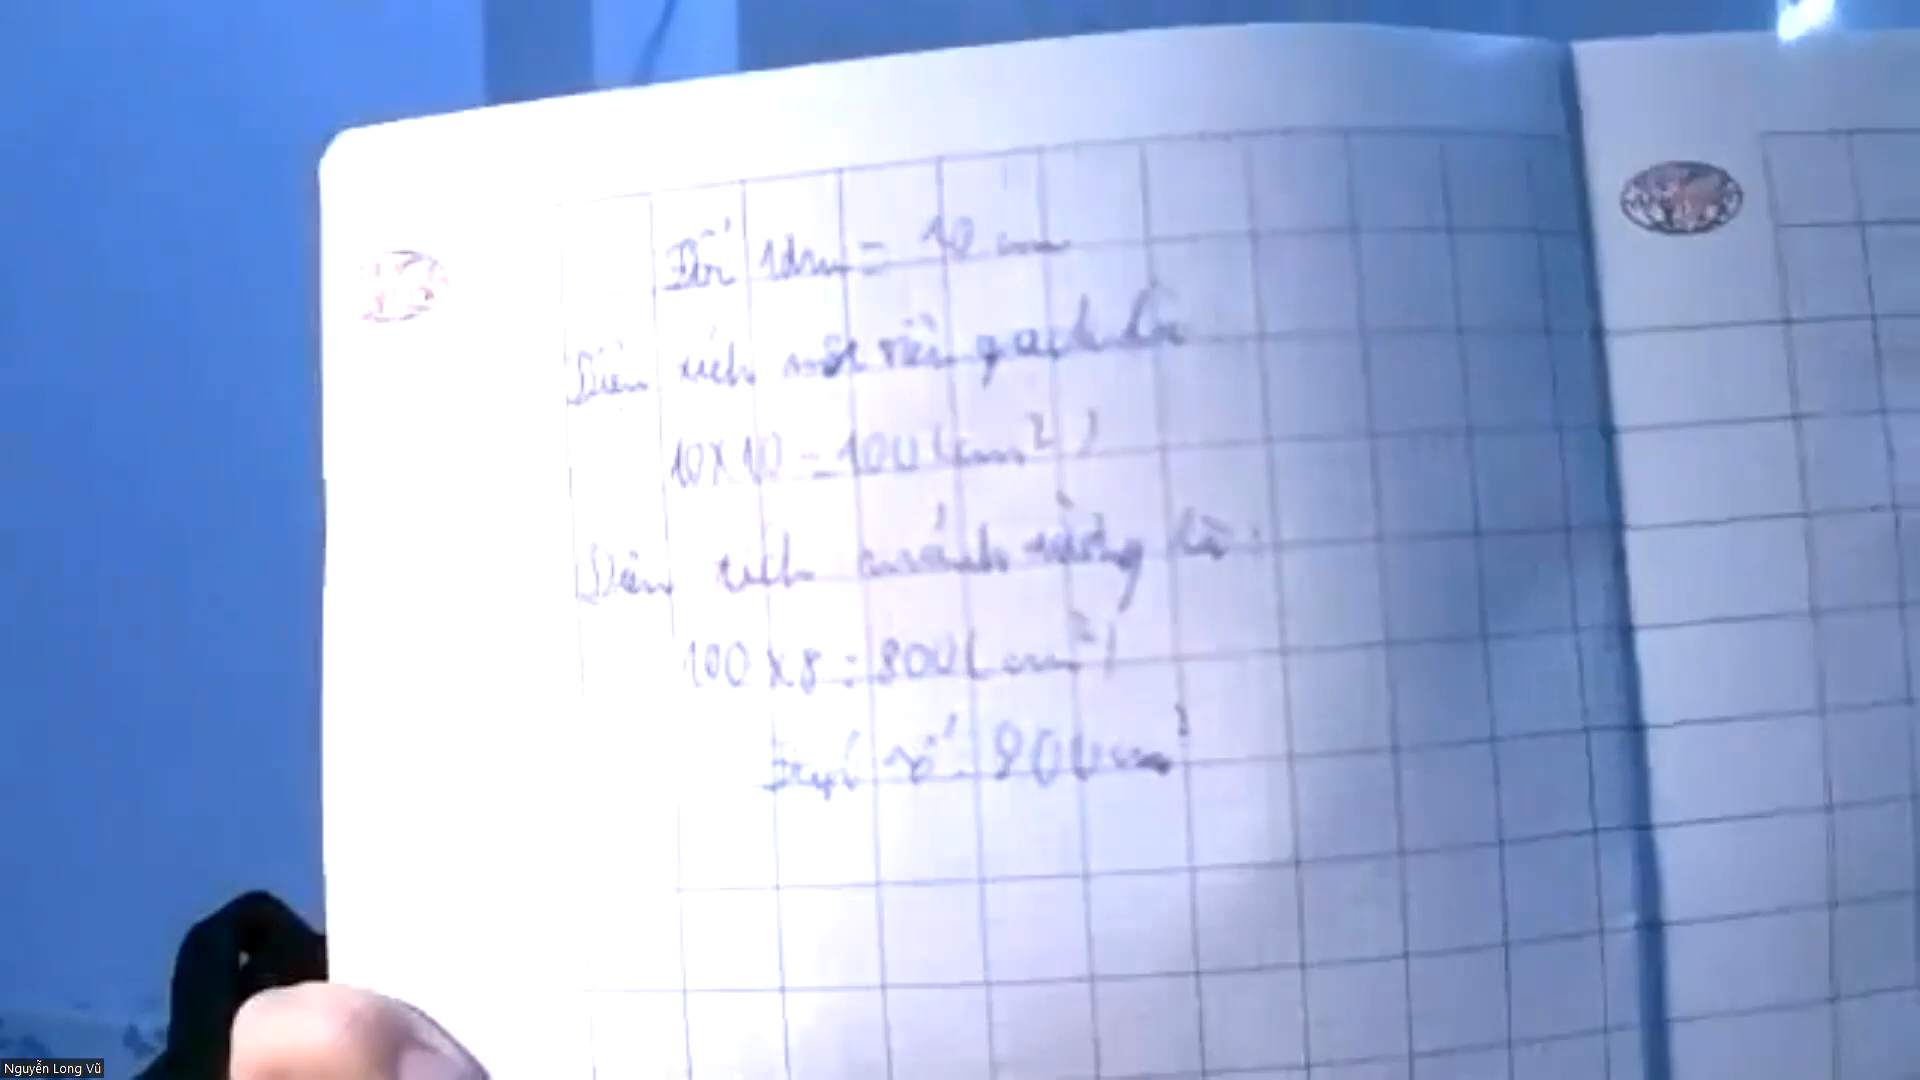 Đổi 1dm = 10 cm
Diện tích một viên gạch là
10 x 10 = 100 (cm²)
Diện tích mảnh tường là:
100 x 8 = 800 (cm²)
Đáp số: 800 cm²
Nguyễn Long Vũ